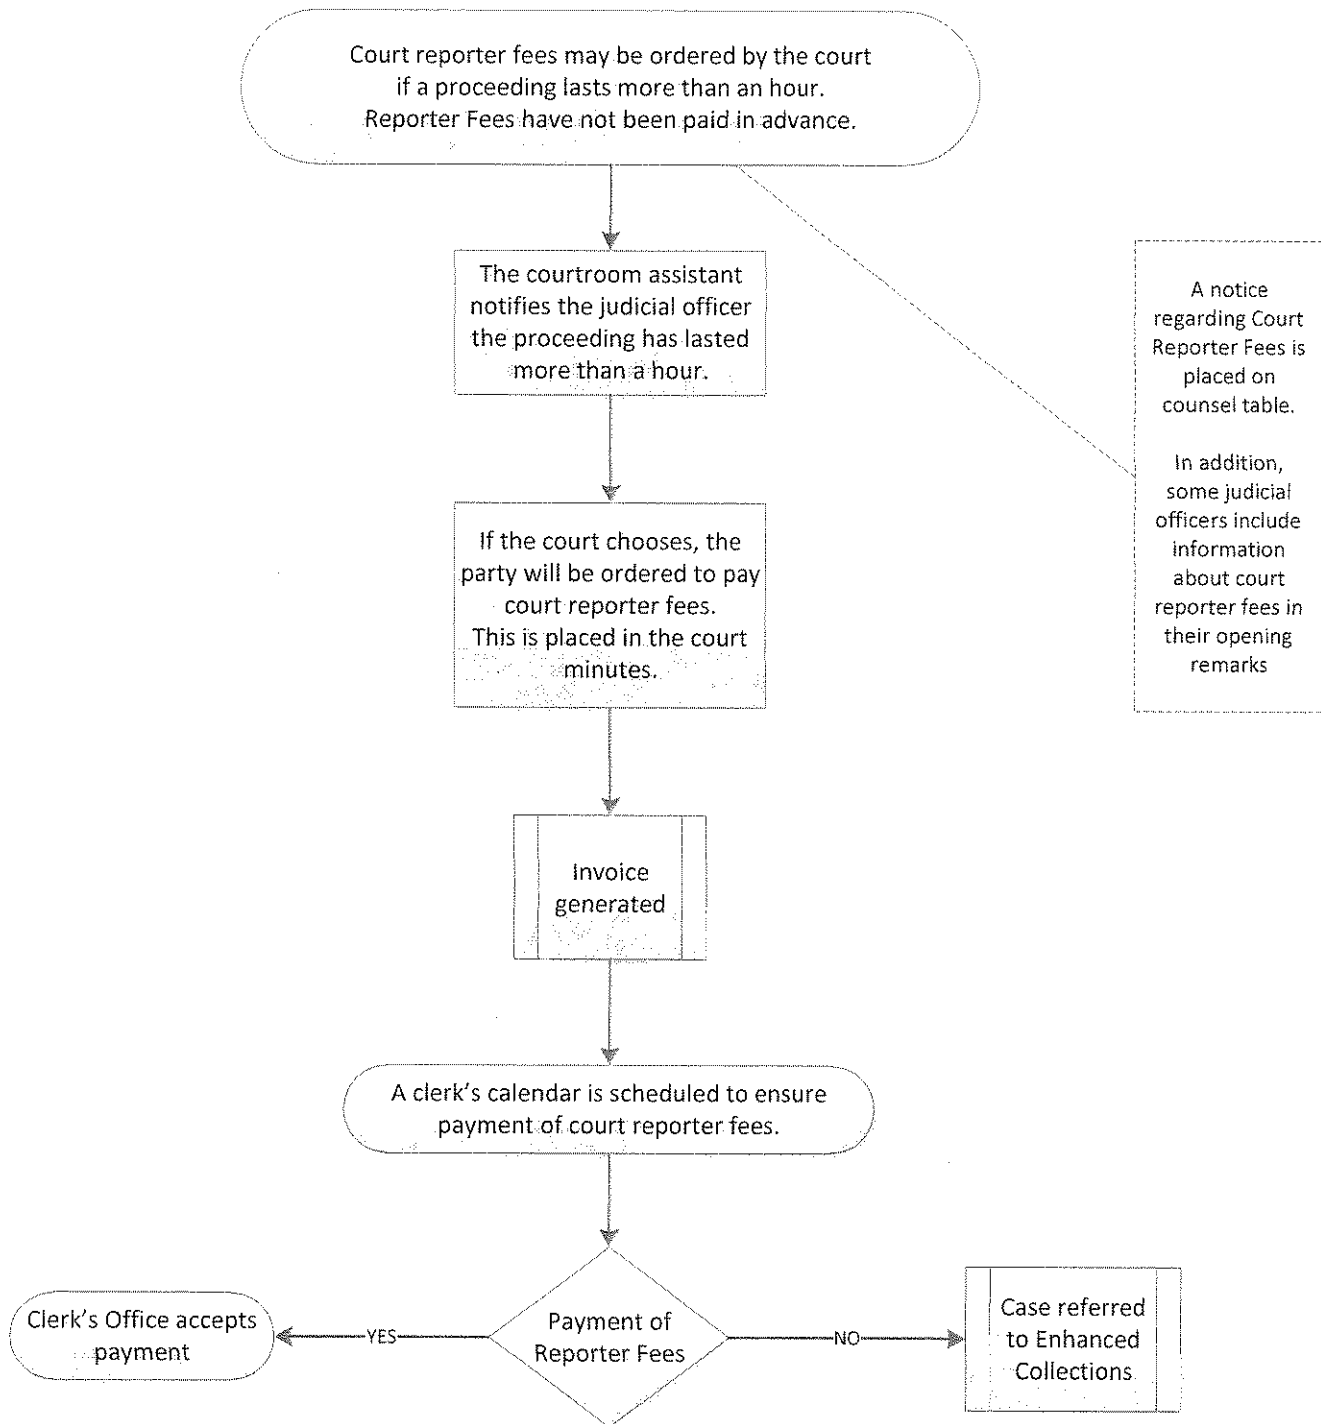 Court reporter fees may be ordered by the court
if a proceeding lasts more than an hour.
Reporter Fees have not been paid in advance.
The courtroom assistant
notifies the judicial officer
the proceeding has lasted
more than a hour.
A notice
regarding Court
Reporter Fees is
placed on
counsel table.
In addition,
some judicial
officers include
information
about court
reporter fees in
their opening
remarks
If the court chooses, the
party will be ordered to pay
court reporter fees.
This is placed in the court
minutes.
Invoice
generated
A clerk's calendar is scheduled to ensure
payment of court reporter fees.
Payment of
Reporter Fees
YES
Clerk's Office accepts
payment
NO
Case referred
to Enhanced
Collections